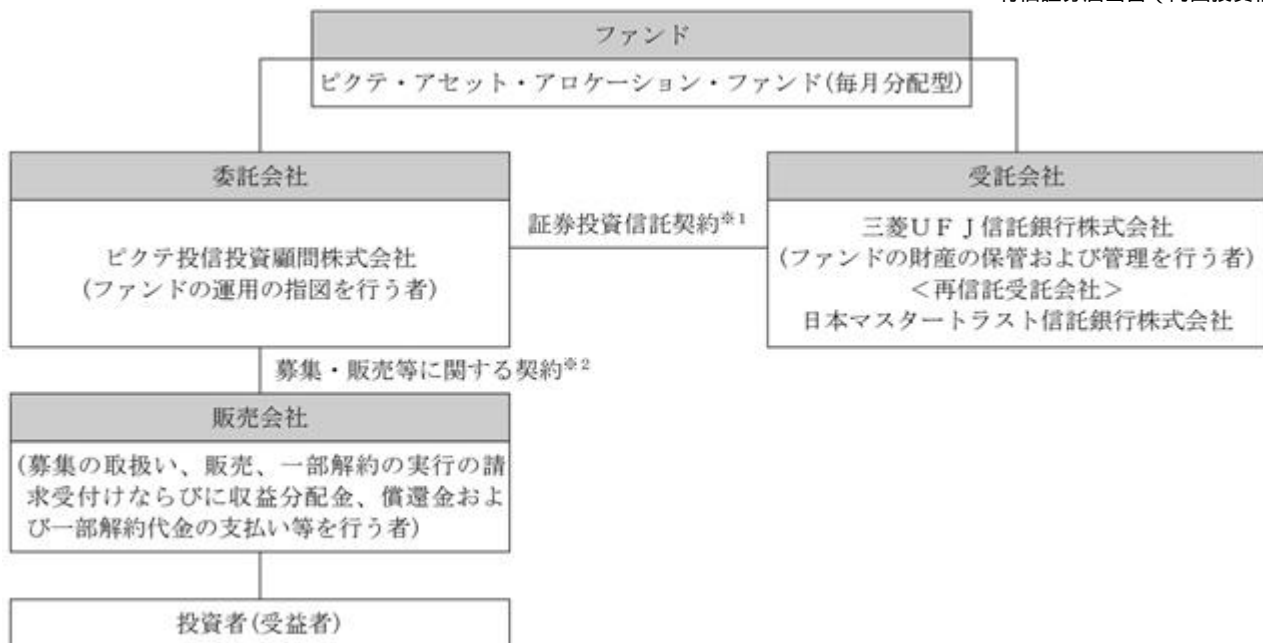 ファンド
ピクテ・アセット・アロケーション・ファンド(毎月分配型)
委託会社
ピクテ投信投資顧問株式会社
(ファンドの運用の指図を行う者)
証券投資信託契約※1
受託会社
三菱UFJ信託銀行株式会社
(ファンドの財産の保管および管理を行う者)
<再信託受託会社>
日本マスタートラスト信託銀行株式会社
募集・販売等に関する契約※2
販売会社
(募集の取扱い、販売、一部解約の実行の請
求受付けならびに収益分配金、償還金およ
び一部解約代金の支払い等を行う者)
投資者(受益者)